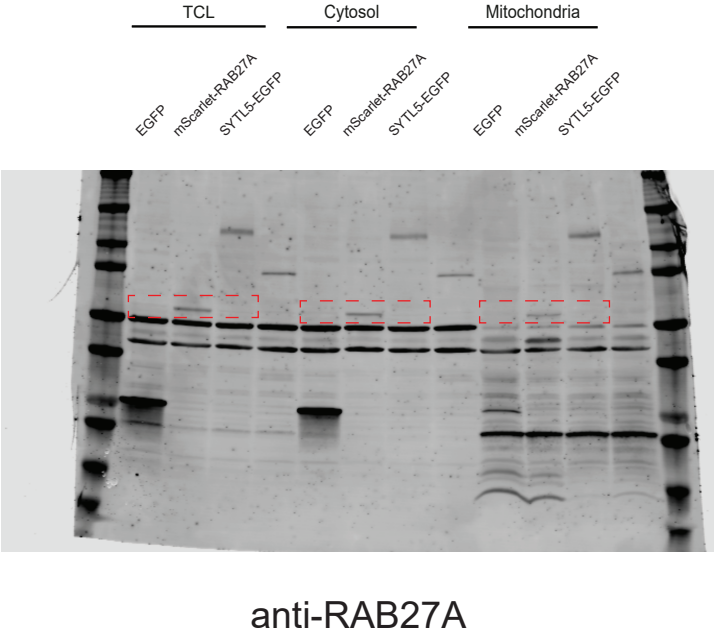 TCL Cytosol Mitochondria
EGFP mScarlet-RAB27A SYTL5-EGFP EGFP mScarlet-RAB27A SYTL5-EGFP EGFP mScarlet-RAB27A SYTL5-EGFP
anti-RAB27A